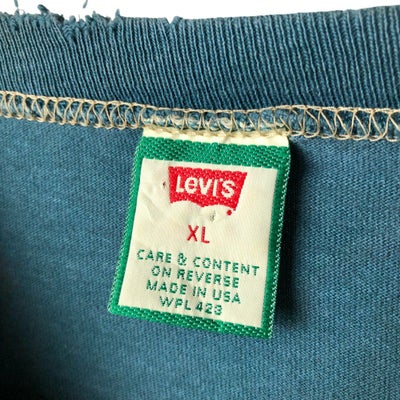 Levi's
XL
CARE & CONTENT
ON REVERSE
MADE IN USA
WPL 423